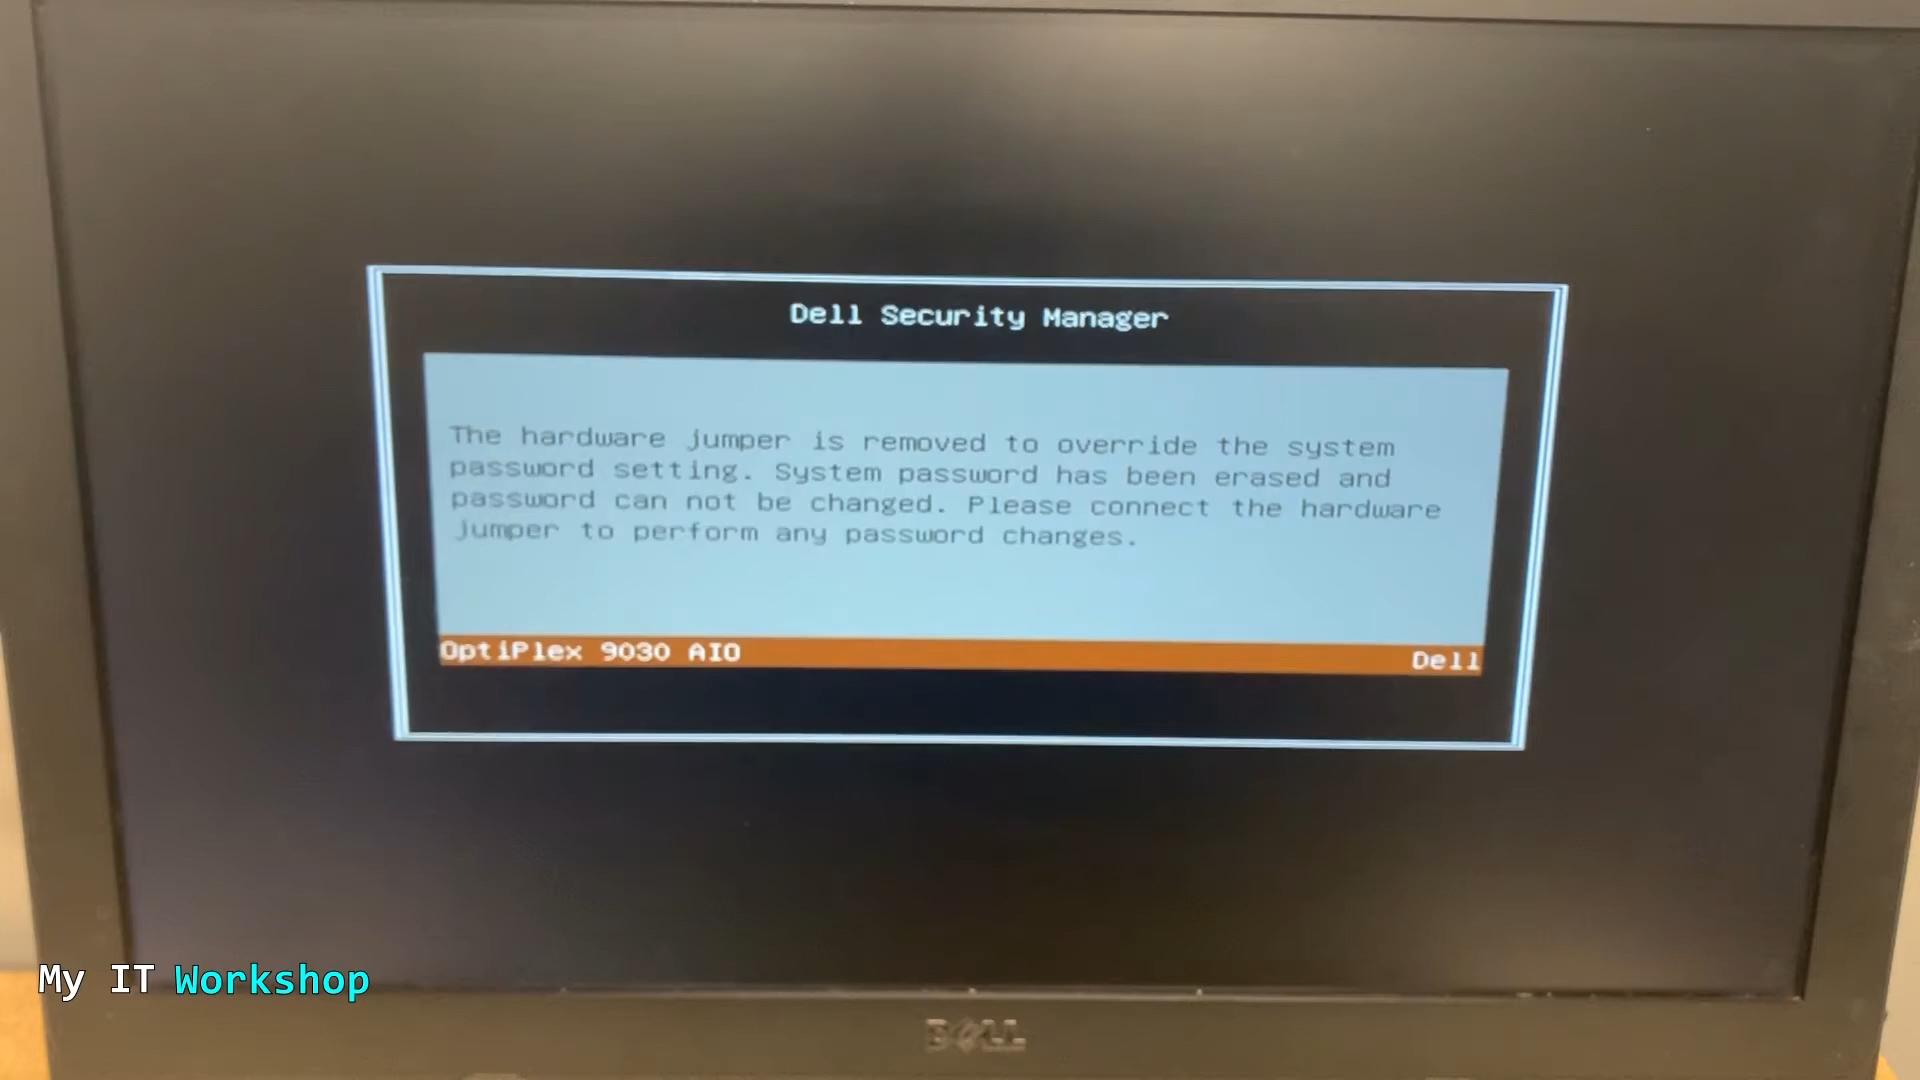 Dell Security Manager
The hardware jumper is removed to override the system
password setting. System password has been erased and
password can not be changed. Please connect the hardware
jumper to perform any password changes.
OptiPlex 9030 AIO Dell
My IT Workshop
DELL